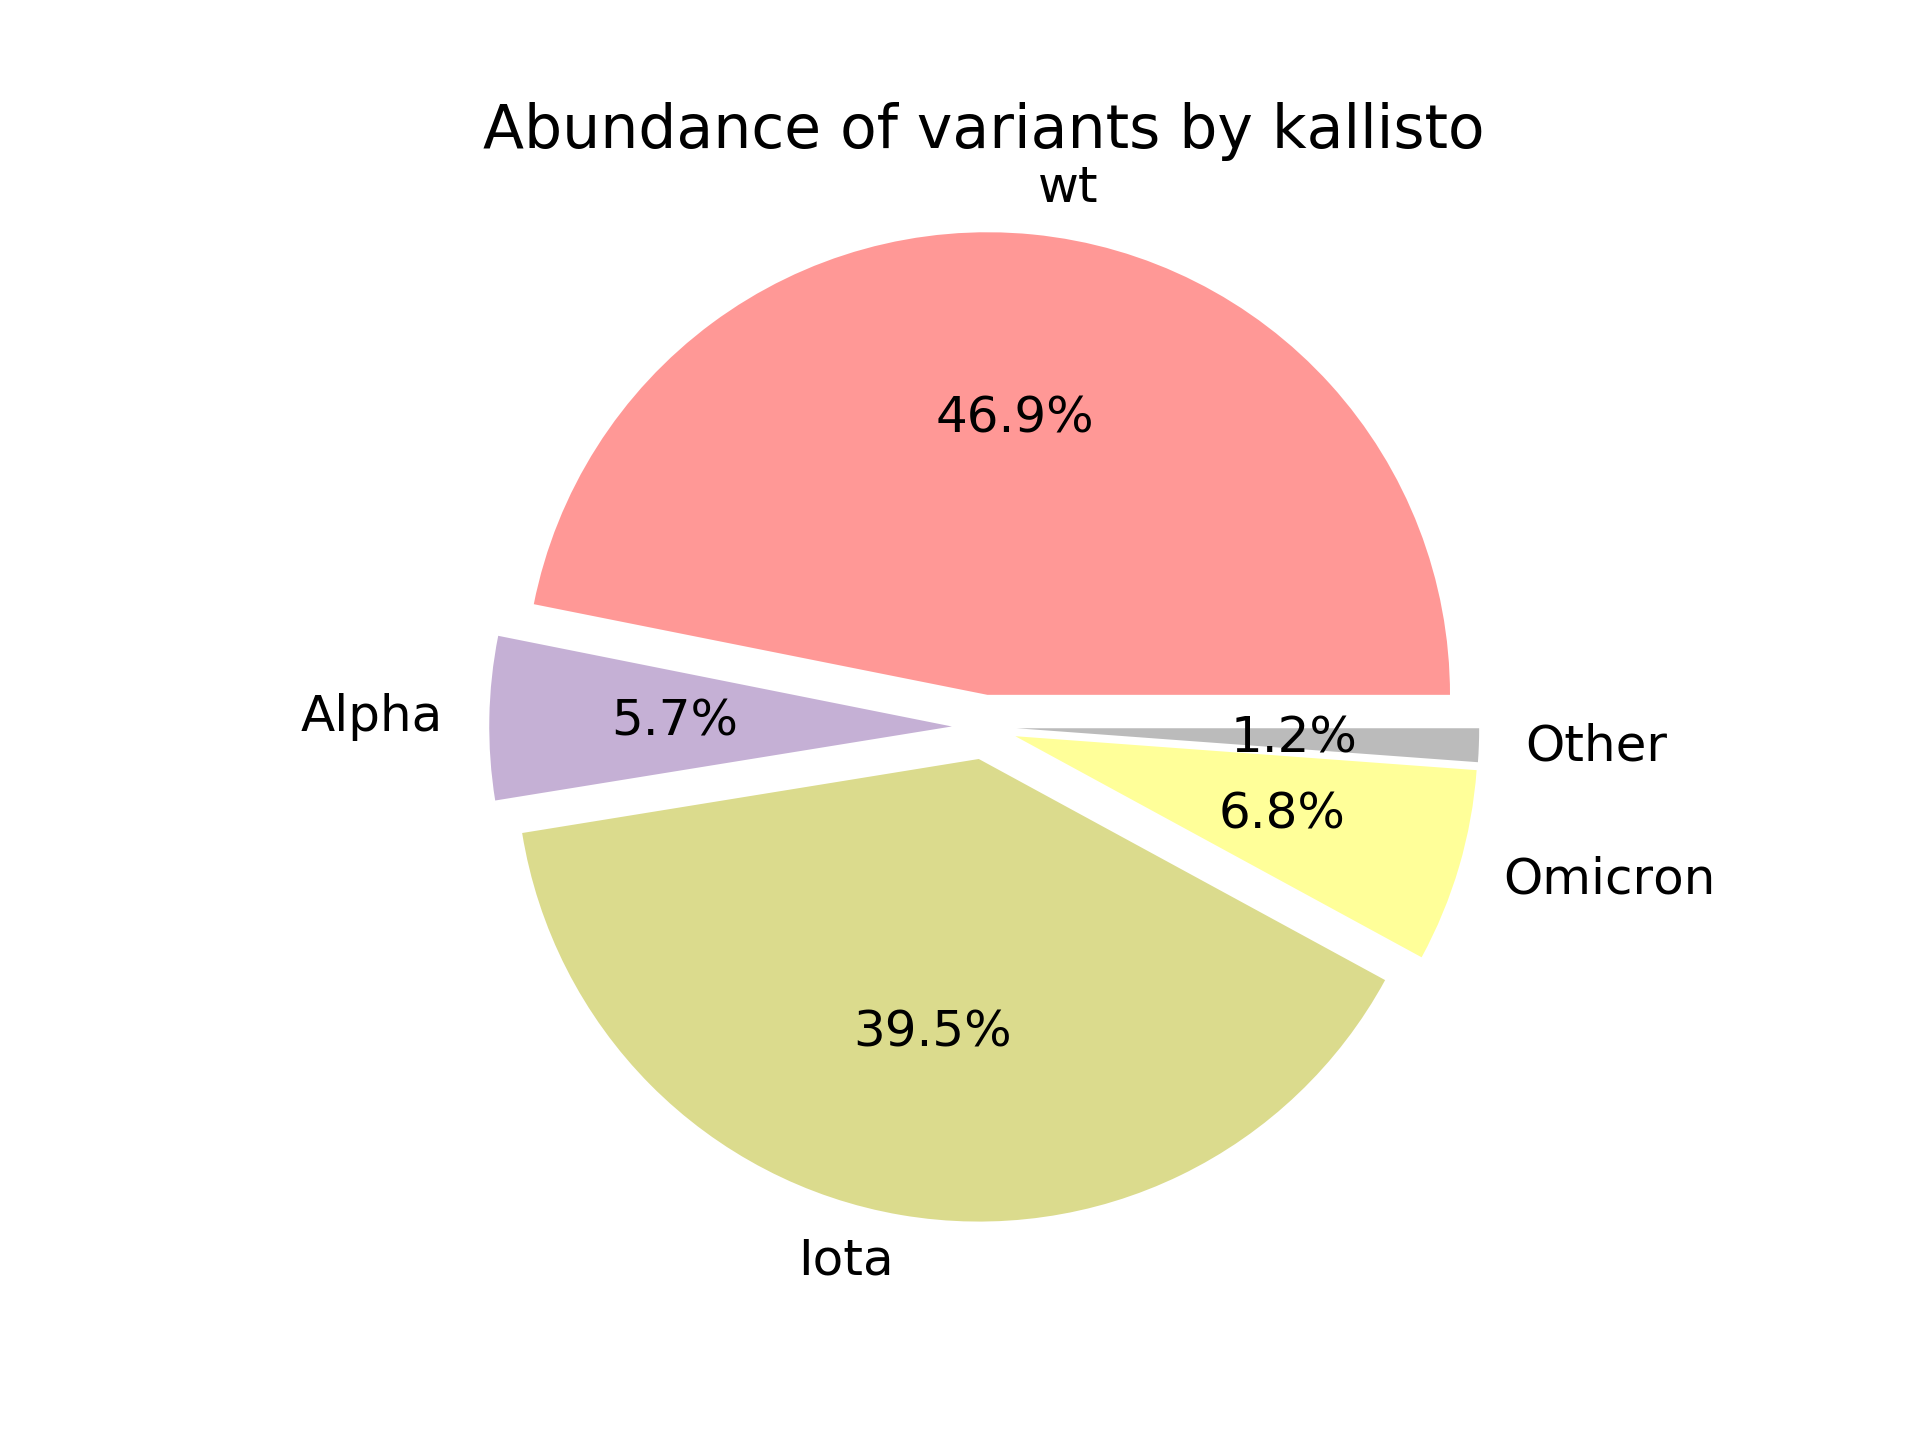 Abundance of variants by kallisto
wt
46.9%
Alpha
5.7%
1.2%
Other
6.8%
Omicron
39.5%
Iota